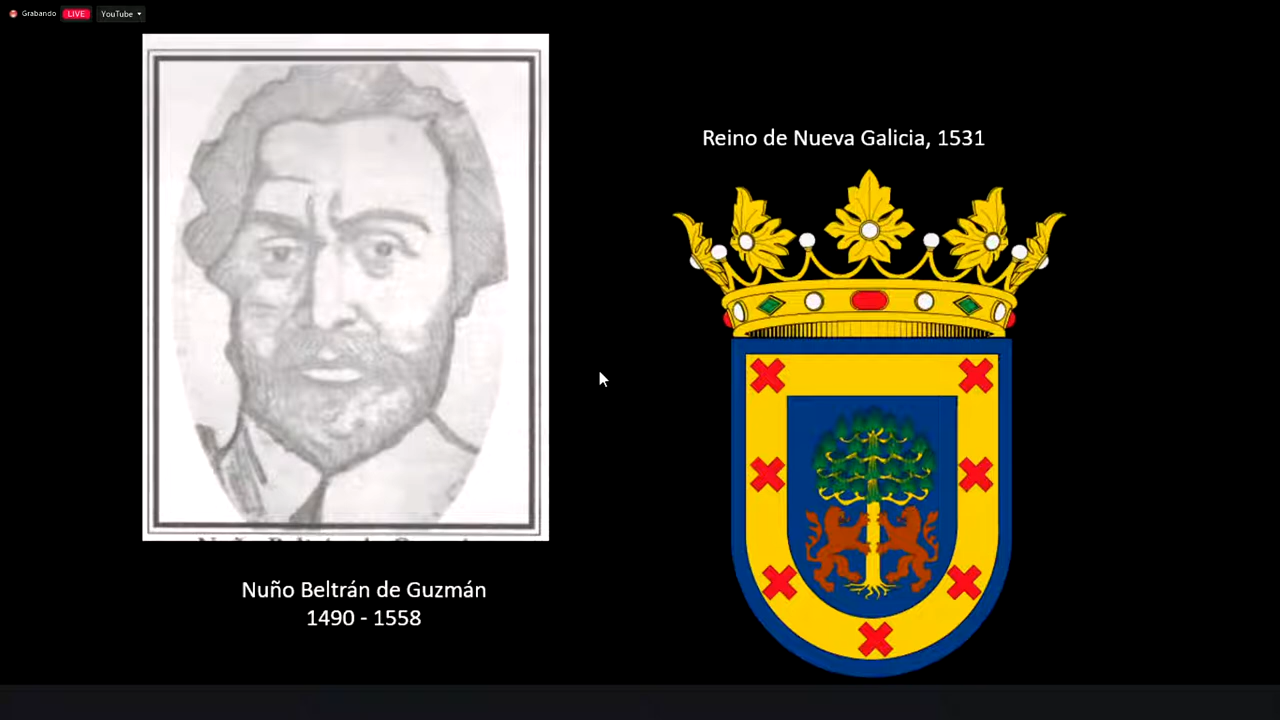 Grabando LIVE YouTube
Reino de Nueva Galicia, 1531
Nuño Beltrán de Guzmán
1490 - 1558